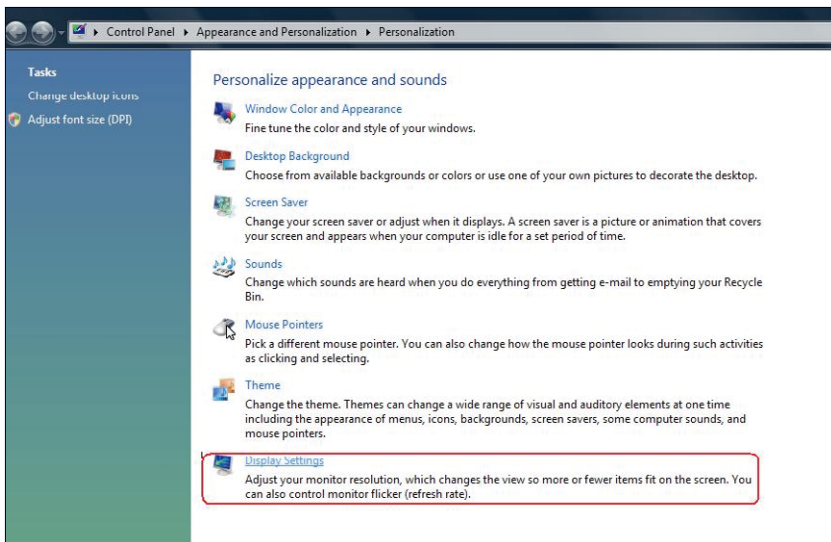 Control Panel ▸ Appearance and Personalization ▸ Personalization
Tasks
Change desktop icons
Adjust font size (DPI)
Personalize appearance and sounds
Window Color and Appearance
Fine tune the color and style of your windows.
Desktop Background
Choose from available backgrounds or colors or use one of your own pictures to decorate the desktop.
Screen Saver
Change your screen saver or adjust when it displays. A screen saver is a picture or animation that covers
your screen and appears when your computer is idle for a set period of time.
Sounds
Change which sounds are heard when you do everything from getting e-mail to emptying your Recycle
Bin.
Mouse Pointers
Pick a different mouse pointer. You can also change how the mouse pointer looks during such activities
as clicking and selecting.
Theme
Change the theme. Themes can change a wide range of visual and auditory elements at one time
including the appearance of menus, icons, backgrounds, screen savers, some computer sounds, and
mouse pointers.
Display Settings
Adjust your monitor resolution, which changes the view so more or fewer items fit on the screen. You
can also control monitor flicker (refresh rate).